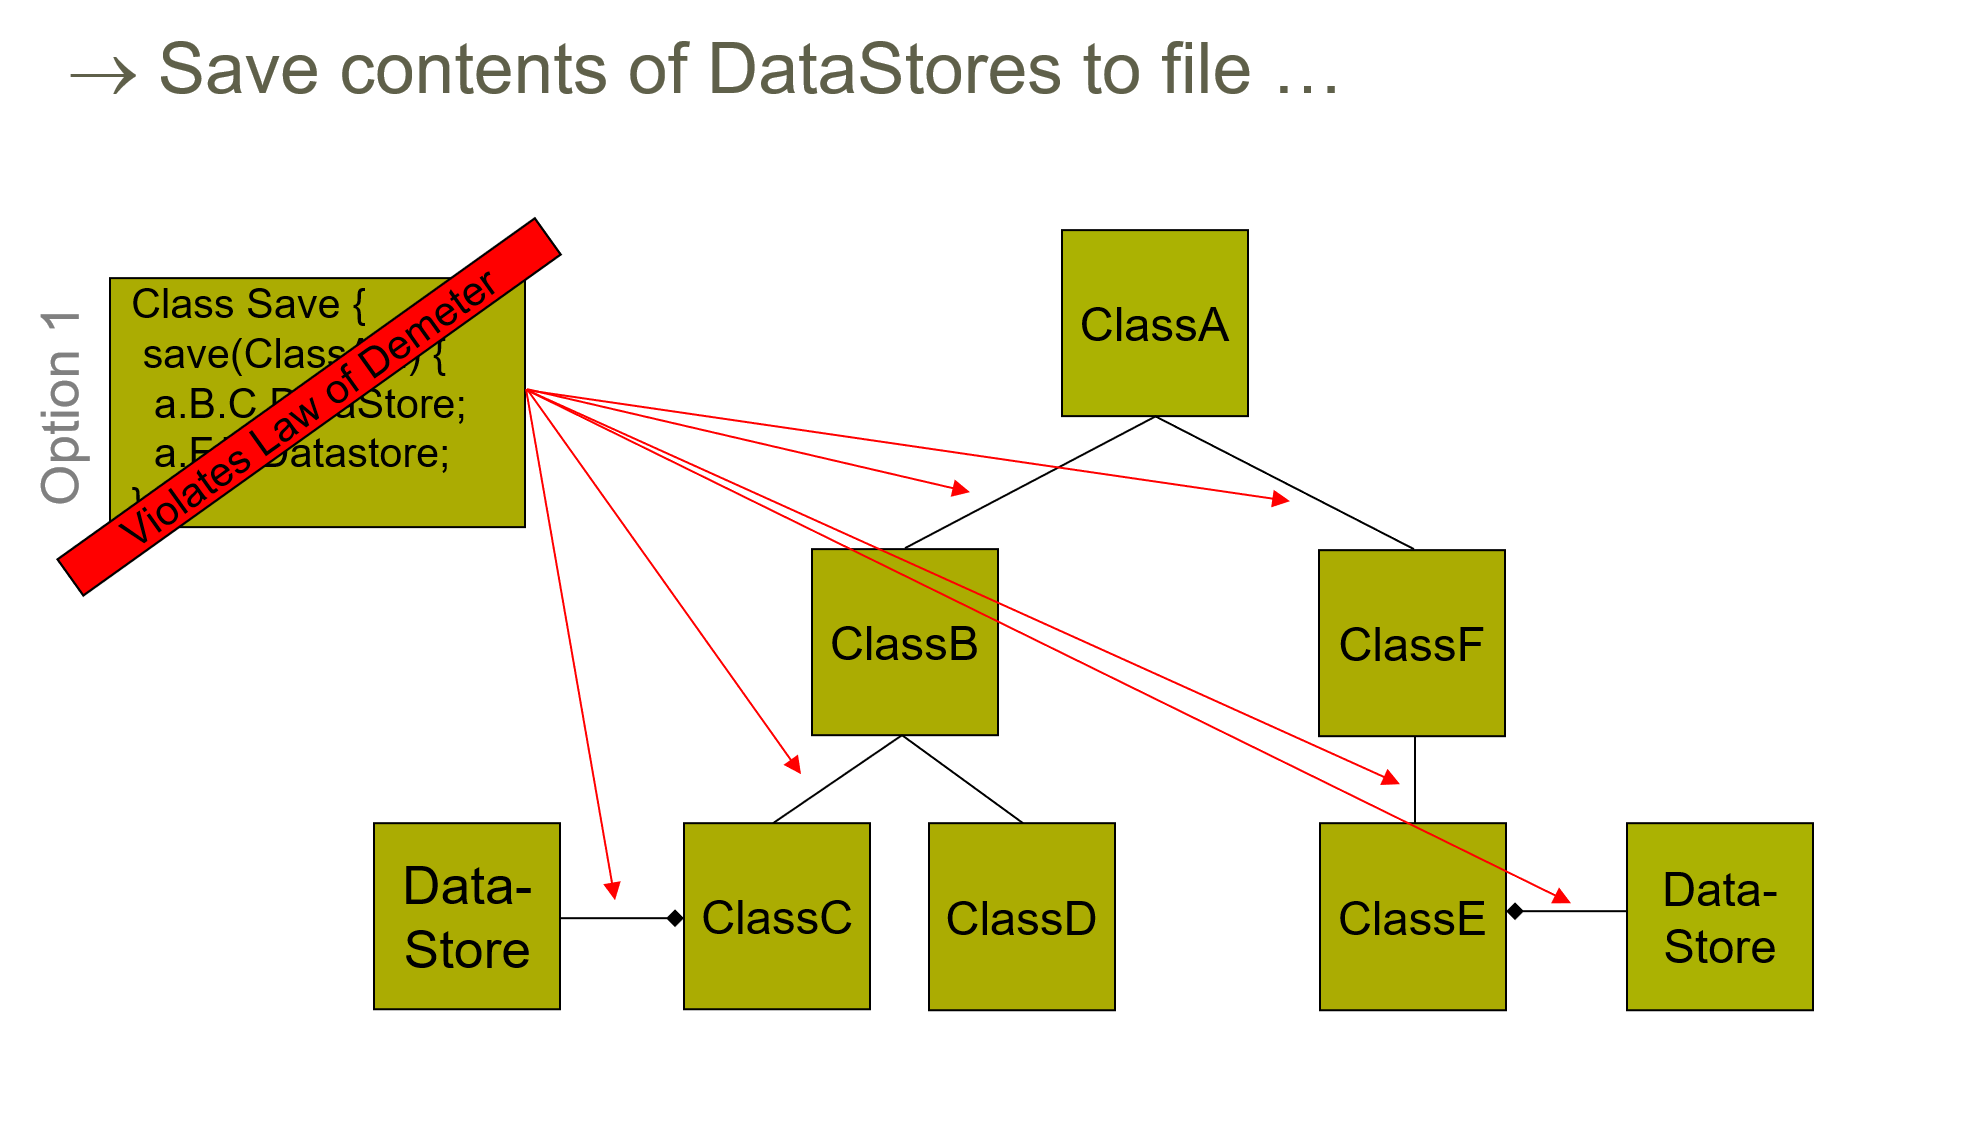 → Save contents of DataStores to file …
Option 1
Class Save {
save(Class {
a.B.C Store;
Datastore;
}
Violates Law of Demeter
ClassA
ClassB
ClassF
Data-
Store
ClassC
ClassD
ClassE
Data-
Store